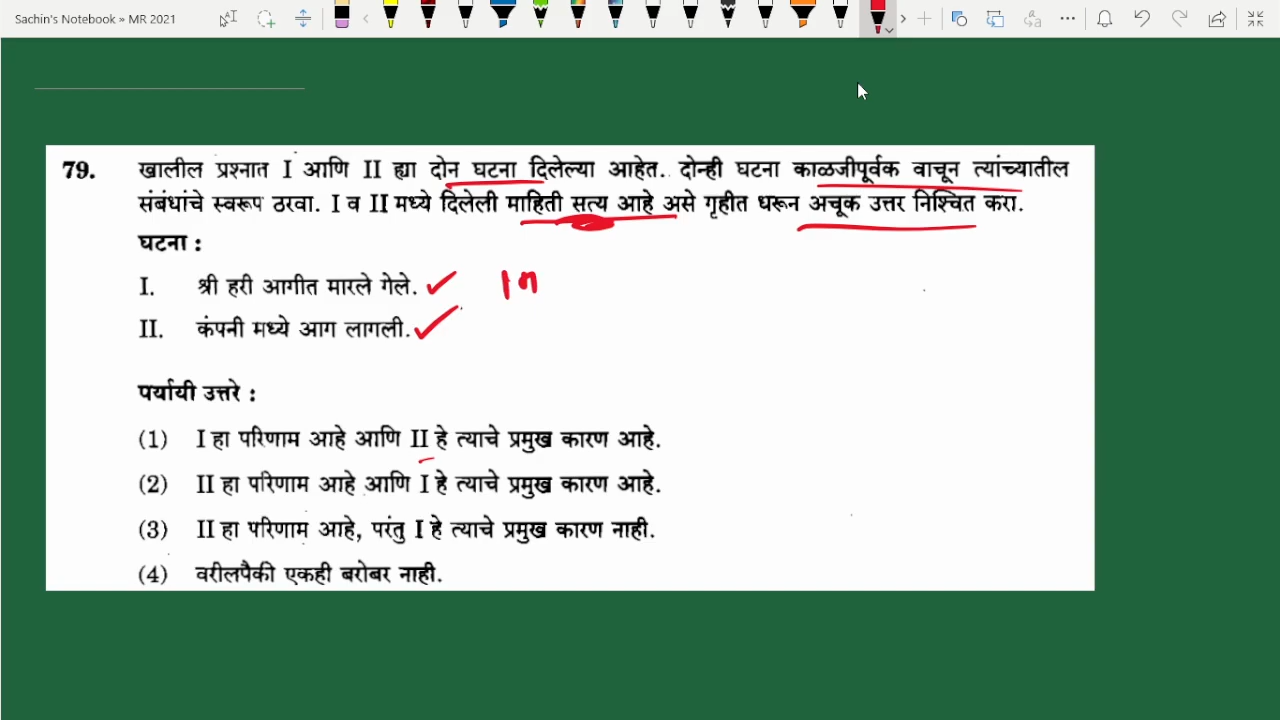 Sachin's Notebook » MR 2021
79. खालील प्रश्नात I आणि II ह्या दोन घटना दिलेल्या आहेत. दोन्ही घटना काळजीपूर्वक वाचून त्यांच्यातील
संबंधांचे स्वरूप ठरवा. I व II मध्ये दिलेली माहिती सत्य आहे असे गृहीत धरून अचूक उत्तर निश्चित करा.
घटना :
I. श्री हरी आगीत मारले गेले.
II. कंपनी मध्ये आग लागली.
पर्यायी उत्तरे :
(1) I हा परिणाम आहे आणि II हे त्याचे प्रमुख कारण आहे.
(2) II हा परिणाम आहे आणि I हे त्याचे प्रमुख कारण आहे.
(3) II हा परिणाम आहे, परंतु I हे त्याचे प्रमुख कारण नाही.
(4) वरीलपैकी एकही बरोबर नाही.